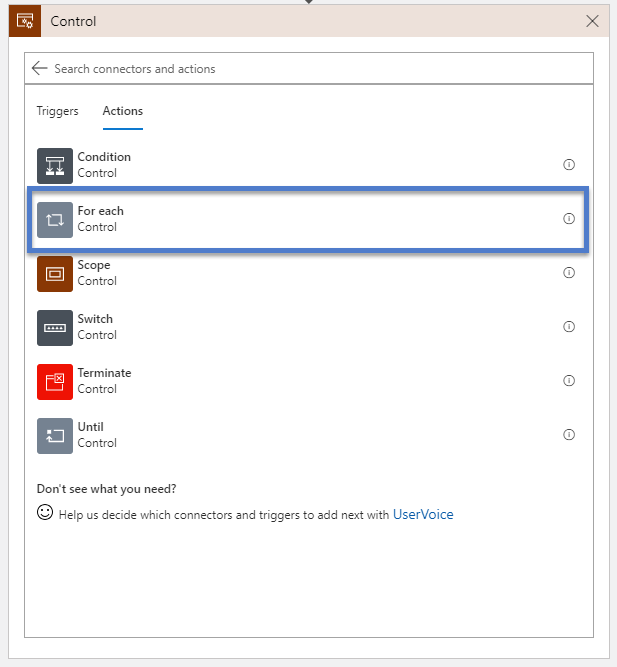 Control
Search connectors and actions
Triggers Actions
Condition
Control
For each
Control
Scope
Control
Switch
Control
Terminate
Control
Until
Control
Don't see what you need?
Help us decide which connectors and triggers to add next with UserVoice